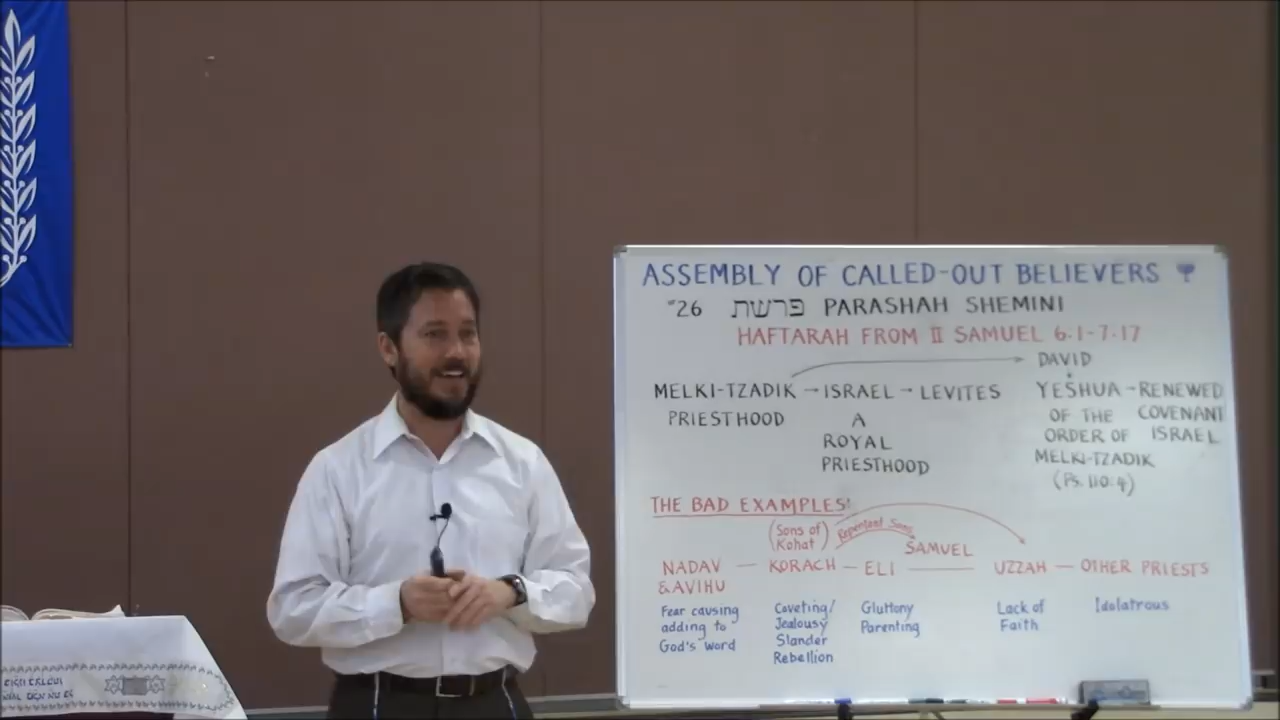 ASSEMBLY OF CALLED-OUT BELIEVERS
#26 פרשת PARASHAH SHEMINI
HAFTARAH FROM II SAMUEL 6.1-7.17
DAVID
MELKI-TZADIK → ISRAEL → LEVITES
PRIESTHOOD
A
ROYAL
PRIESTHOOD
YESHUA → RENEWED
OF THE COVENANT
ORDER OF ISRAEL
MELKI-TZADIK
(Ps. 110:4)
THE BAD EXAMPLES:
(Sons of
Kohat)
Repentant Sons
SAMUEL
NADAV — KORACH — ELI — UZZAH — OTHER PRIESTS
& AVIHU
Fear causing
adding to
God's word
Coveting/
Jealousy
Slander
Rebellion
Gluttony
Parenting
Lack of
Faith
Idolatrous